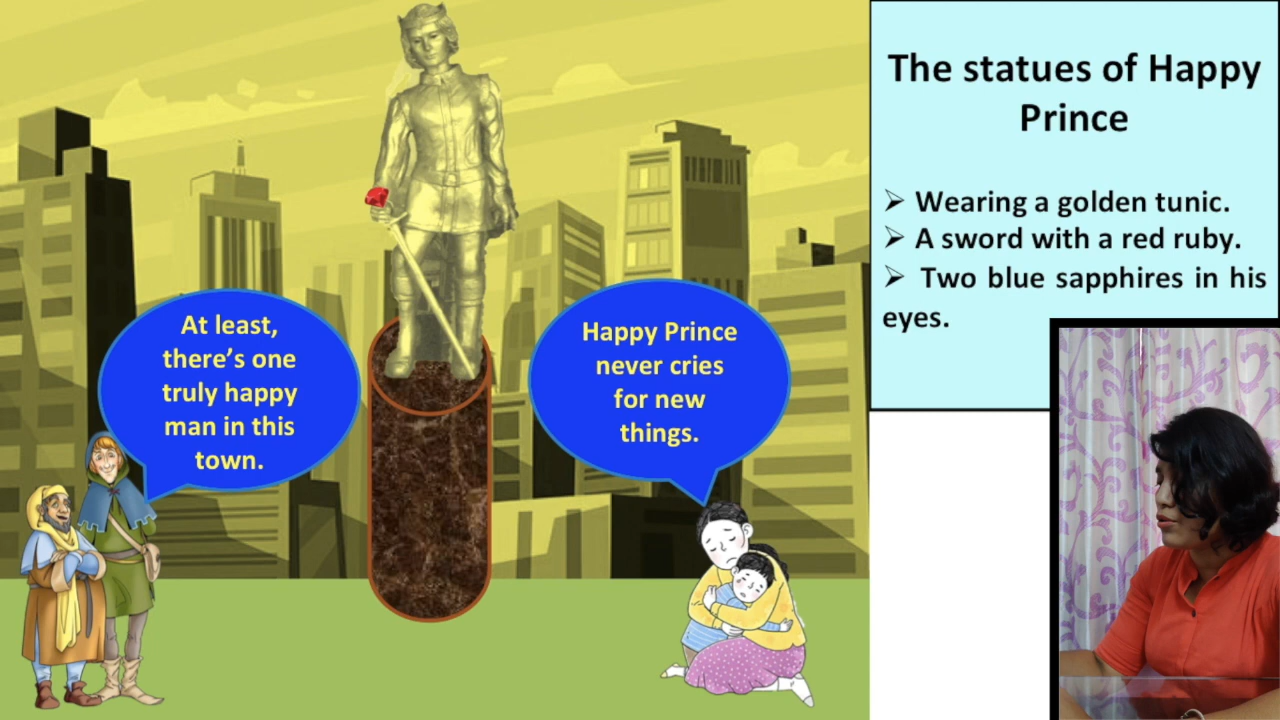 The statues of Happy
Prince
➢ Wearing a golden tunic.
➢ A sword with a red ruby.
➢ Two blue sapphires in his
eyes.
At least,
there’s one
truly happy
man in this
town.
Happy Prince
never cries
for new
things.